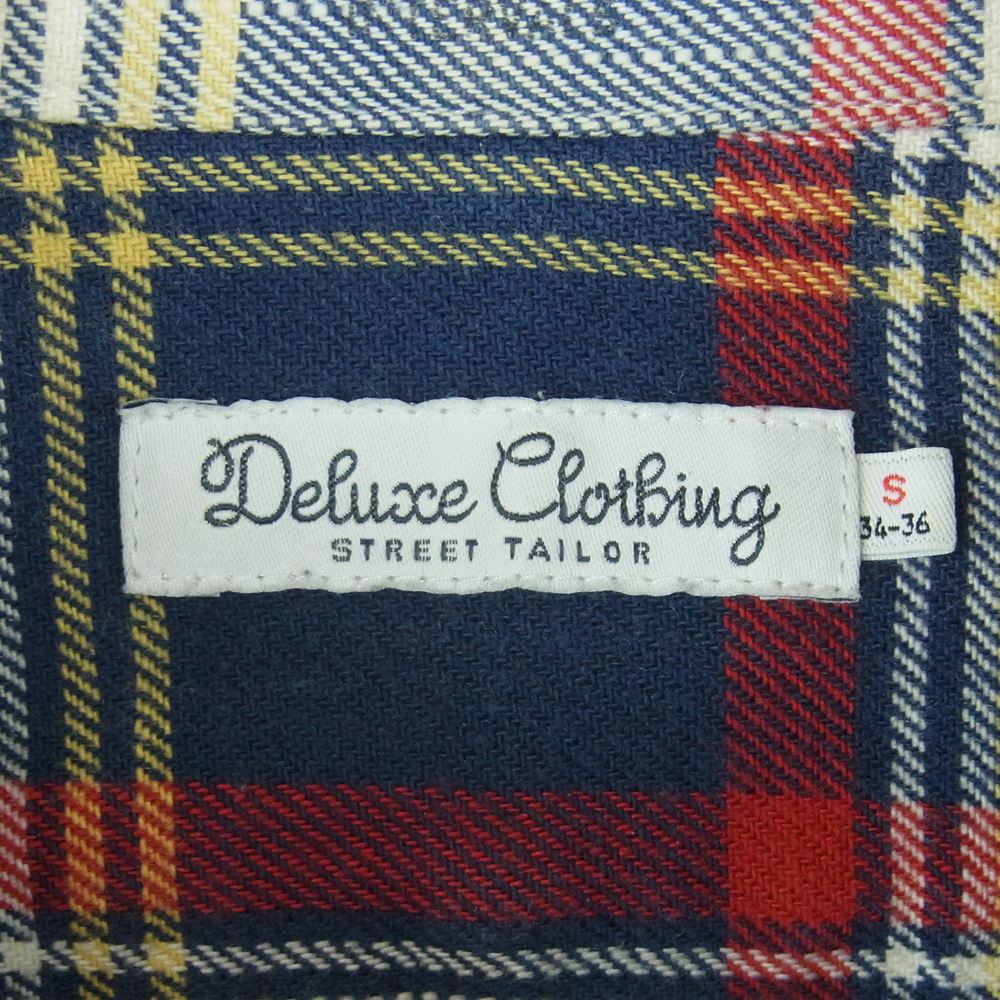 Deluxe Clothing
STREET TAILOR
S
34-36